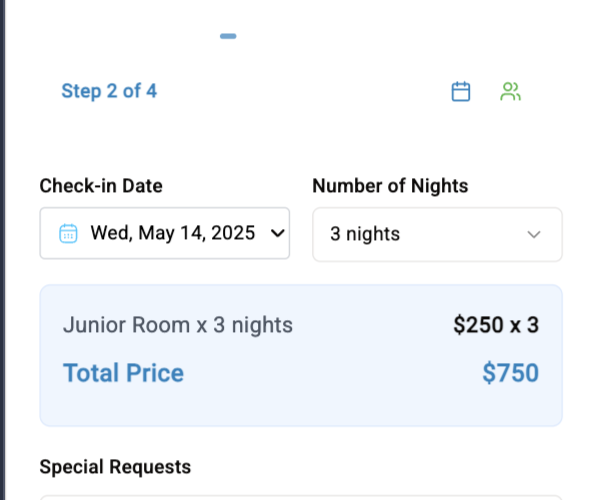 Step 2 of 4
Check-in Date
Number of Nights
Wed, May 14, 2025
3 nights
Junior Room x 3 nights
$250 x 3
Total Price
$750
Special Requests